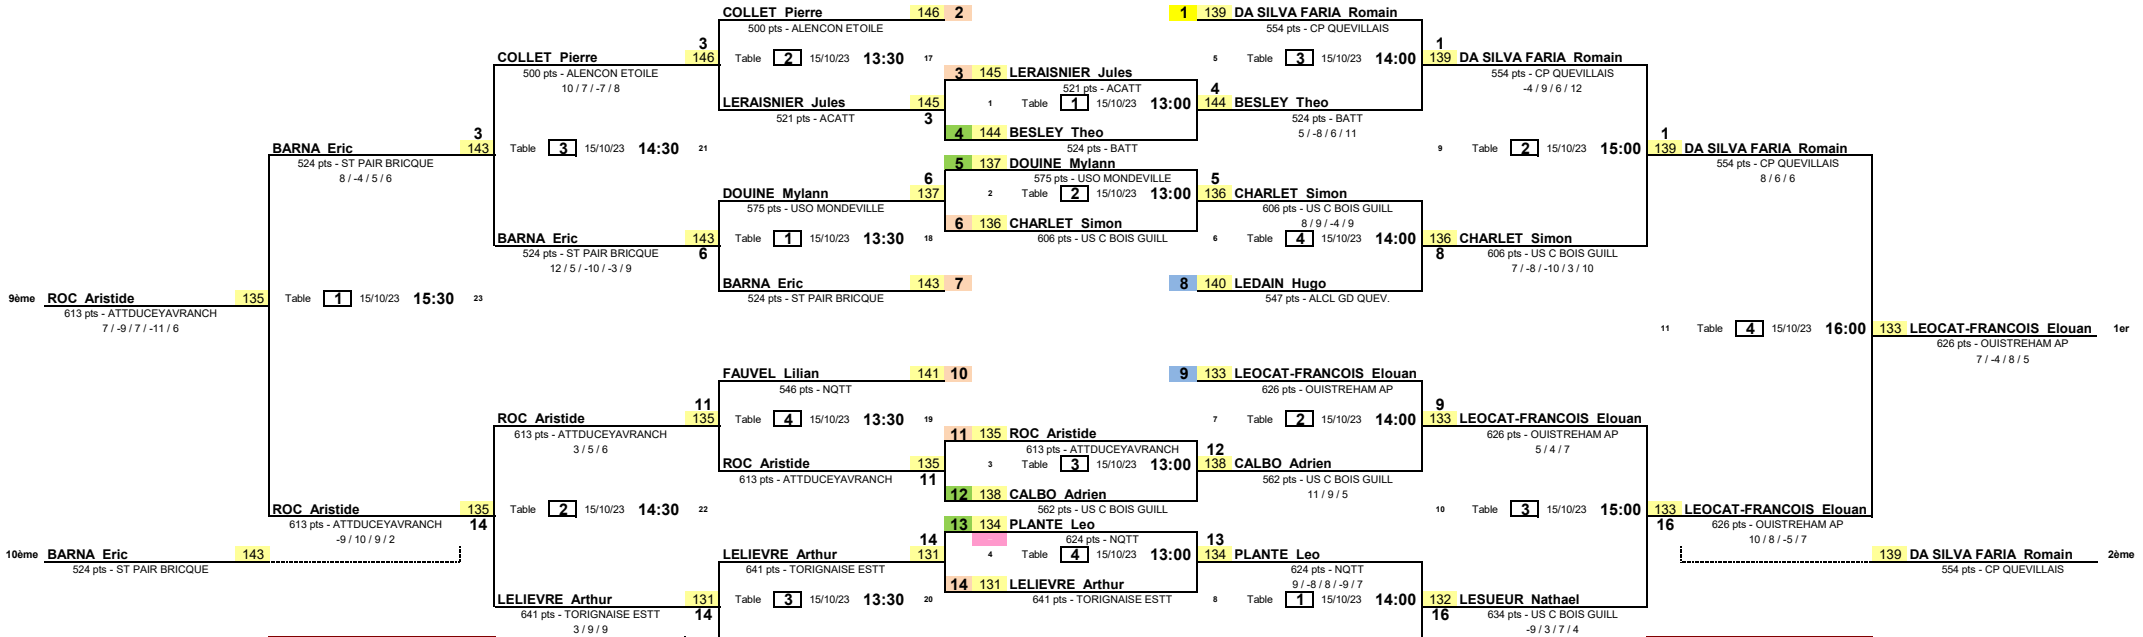 COLLET Pierre 146 2 1 139 DA SILVA FARIA Romain
500 pts - ALENCON ETOILE 554 pts - CP QUEVILLAIS
3 1
COLLET Pierre 146 Table 2 15/10/23 13:30 17 5 Table 3 15/10/23 14:00 139 DA SILVA FARIA Romain
500 pts - ALENCON ETOILE 3 145 LERAISNIER Jules 554 pts - CP QUEVILLAIS
10 / 7 / -7 / 8 521 pts - ACATT 4 -4 / 9 / 6 / 12
LERAISNIER Jules 145 1 Table 1 15/10/23 13:00 144 BESLEY Theo
521 pts - ACATT 3 524 pts - BATT
3 4 144 BESLEY Theo 5 / -8 / 6 / 11 1
BARNA Eric 143 Table 3 15/10/23 14:30 21 524 pts - BATT 9 Table 2 15/10/23 15:00 139 DA SILVA FARIA Romain
524 pts - ST PAIR BRICQUE 5 137 DOUINE Mylann 554 pts - CP QUEVILLAIS
8 / -4 / 5 / 6 6 575 pts - USO MONDEVILLE 5 8 / 6 / 6
DOUINE Mylann 137 2 Table 2 15/10/23 13:00 136 CHARLET Simon
575 pts - USO MONDEVILLE 606 pts - US C BOIS GUILL
6 136 CHARLET Simon 8 / 9 / -4 / 9
BARNA Eric 143 Table 1 15/10/23 13:30 18 606 pts - US C BOIS GUILL 6 Table 4 15/10/23 14:00 136 CHARLET Simon
524 pts - ST PAIR BRICQUE 6 8 606 pts - US C BOIS GUILL
12 / 5 / -10 / -3 / 9 7 / -8 / -10 / 3 / 10
BARNA Eric 143 7 8 140 LEDAIN Hugo
9ème ROC Aristide 135 Table 1 15/10/23 15:30 23 524 pts - ST PAIR BRICQUE 547 pts - ALCL GD QUEV.
613 pts - ATTDUCEYAVRANCH
7 / -9 / 7 / -11 / 6 11 Table 4 15/10/23 16:00 133 LEOCAT-FRANCOIS Elouan 1er
626 pts - OUISTREHAM AP
7 / -4 / 8 / 5
FAUVEL Lilian 141 10 9 133 LEOCAT-FRANCOIS Elouan
546 pts - NQTT 626 pts - OUISTREHAM AP
11 9
ROC Aristide 135 Table 4 15/10/23 13:30 19 7 Table 2 15/10/23 14:00 133 LEOCAT-FRANCOIS Elouan
613 pts - ATTDUCEYAVRANCH 11 135 ROC Aristide 626 pts - OUISTREHAM AP
3 / 5 / 6 613 pts - ATTDUCEYAVRANCH 12 5 / 4 / 7
ROC Aristide 135 3 Table 3 15/10/23 13:00 138 CALBO Adrien
613 pts - ATTDUCEYAVRANCH 11 562 pts - US C BOIS GUILL
12 138 CALBO Adrien 11 / 9 / 5
ROC Aristide 135 Table 2 15/10/23 14:30 22 562 pts - US C BOIS GUILL 10 Table 3 15/10/23 15:00 133 LEOCAT-FRANCOIS Elouan
613 pts - ATTDUCEYAVRANCH 14 13 134 PLANTE Leo 16 626 pts - OUISTREHAM AP
-9 / 10 / 9 / 2 14 624 pts - NQTT 13 10 / 8 / -5 / 7
10ème BARNA Eric 143 LELIEVRE Arthur 131 4 Table 4 15/10/23 13:00 134 PLANTE Leo 139 DA SILVA FARIA Romain 2ème
524 pts - ST PAIR BRICQUE 641 pts - TORIGNAISE ESTT 624 pts - NQTT 554 pts - CP QUEVILLAIS
14 131 LELIEVRE Arthur 9 / -8 / 8 / -9 / 7
LELIEVRE Arthur 131 Table 3 15/10/23 13:30 20 641 pts - TORIGNAISE ESTT 8 Table 1 15/10/23 14:00 132 LESUEUR Nathael
641 pts - TORIGNAISE ESTT 14 16 634 pts - US C BOIS GUILL
3 / 9 / 9 -9 / 3 / 7 / 4